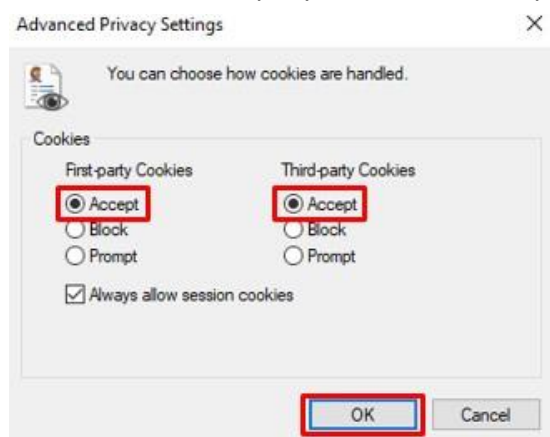 Advanced Privacy Settings
You can choose how cookies are handled.
Cookies
First-party Cookies Third-party Cookies
Accept Accept
Block Block
Prompt Prompt
Always allow session cookies
OK Cancel